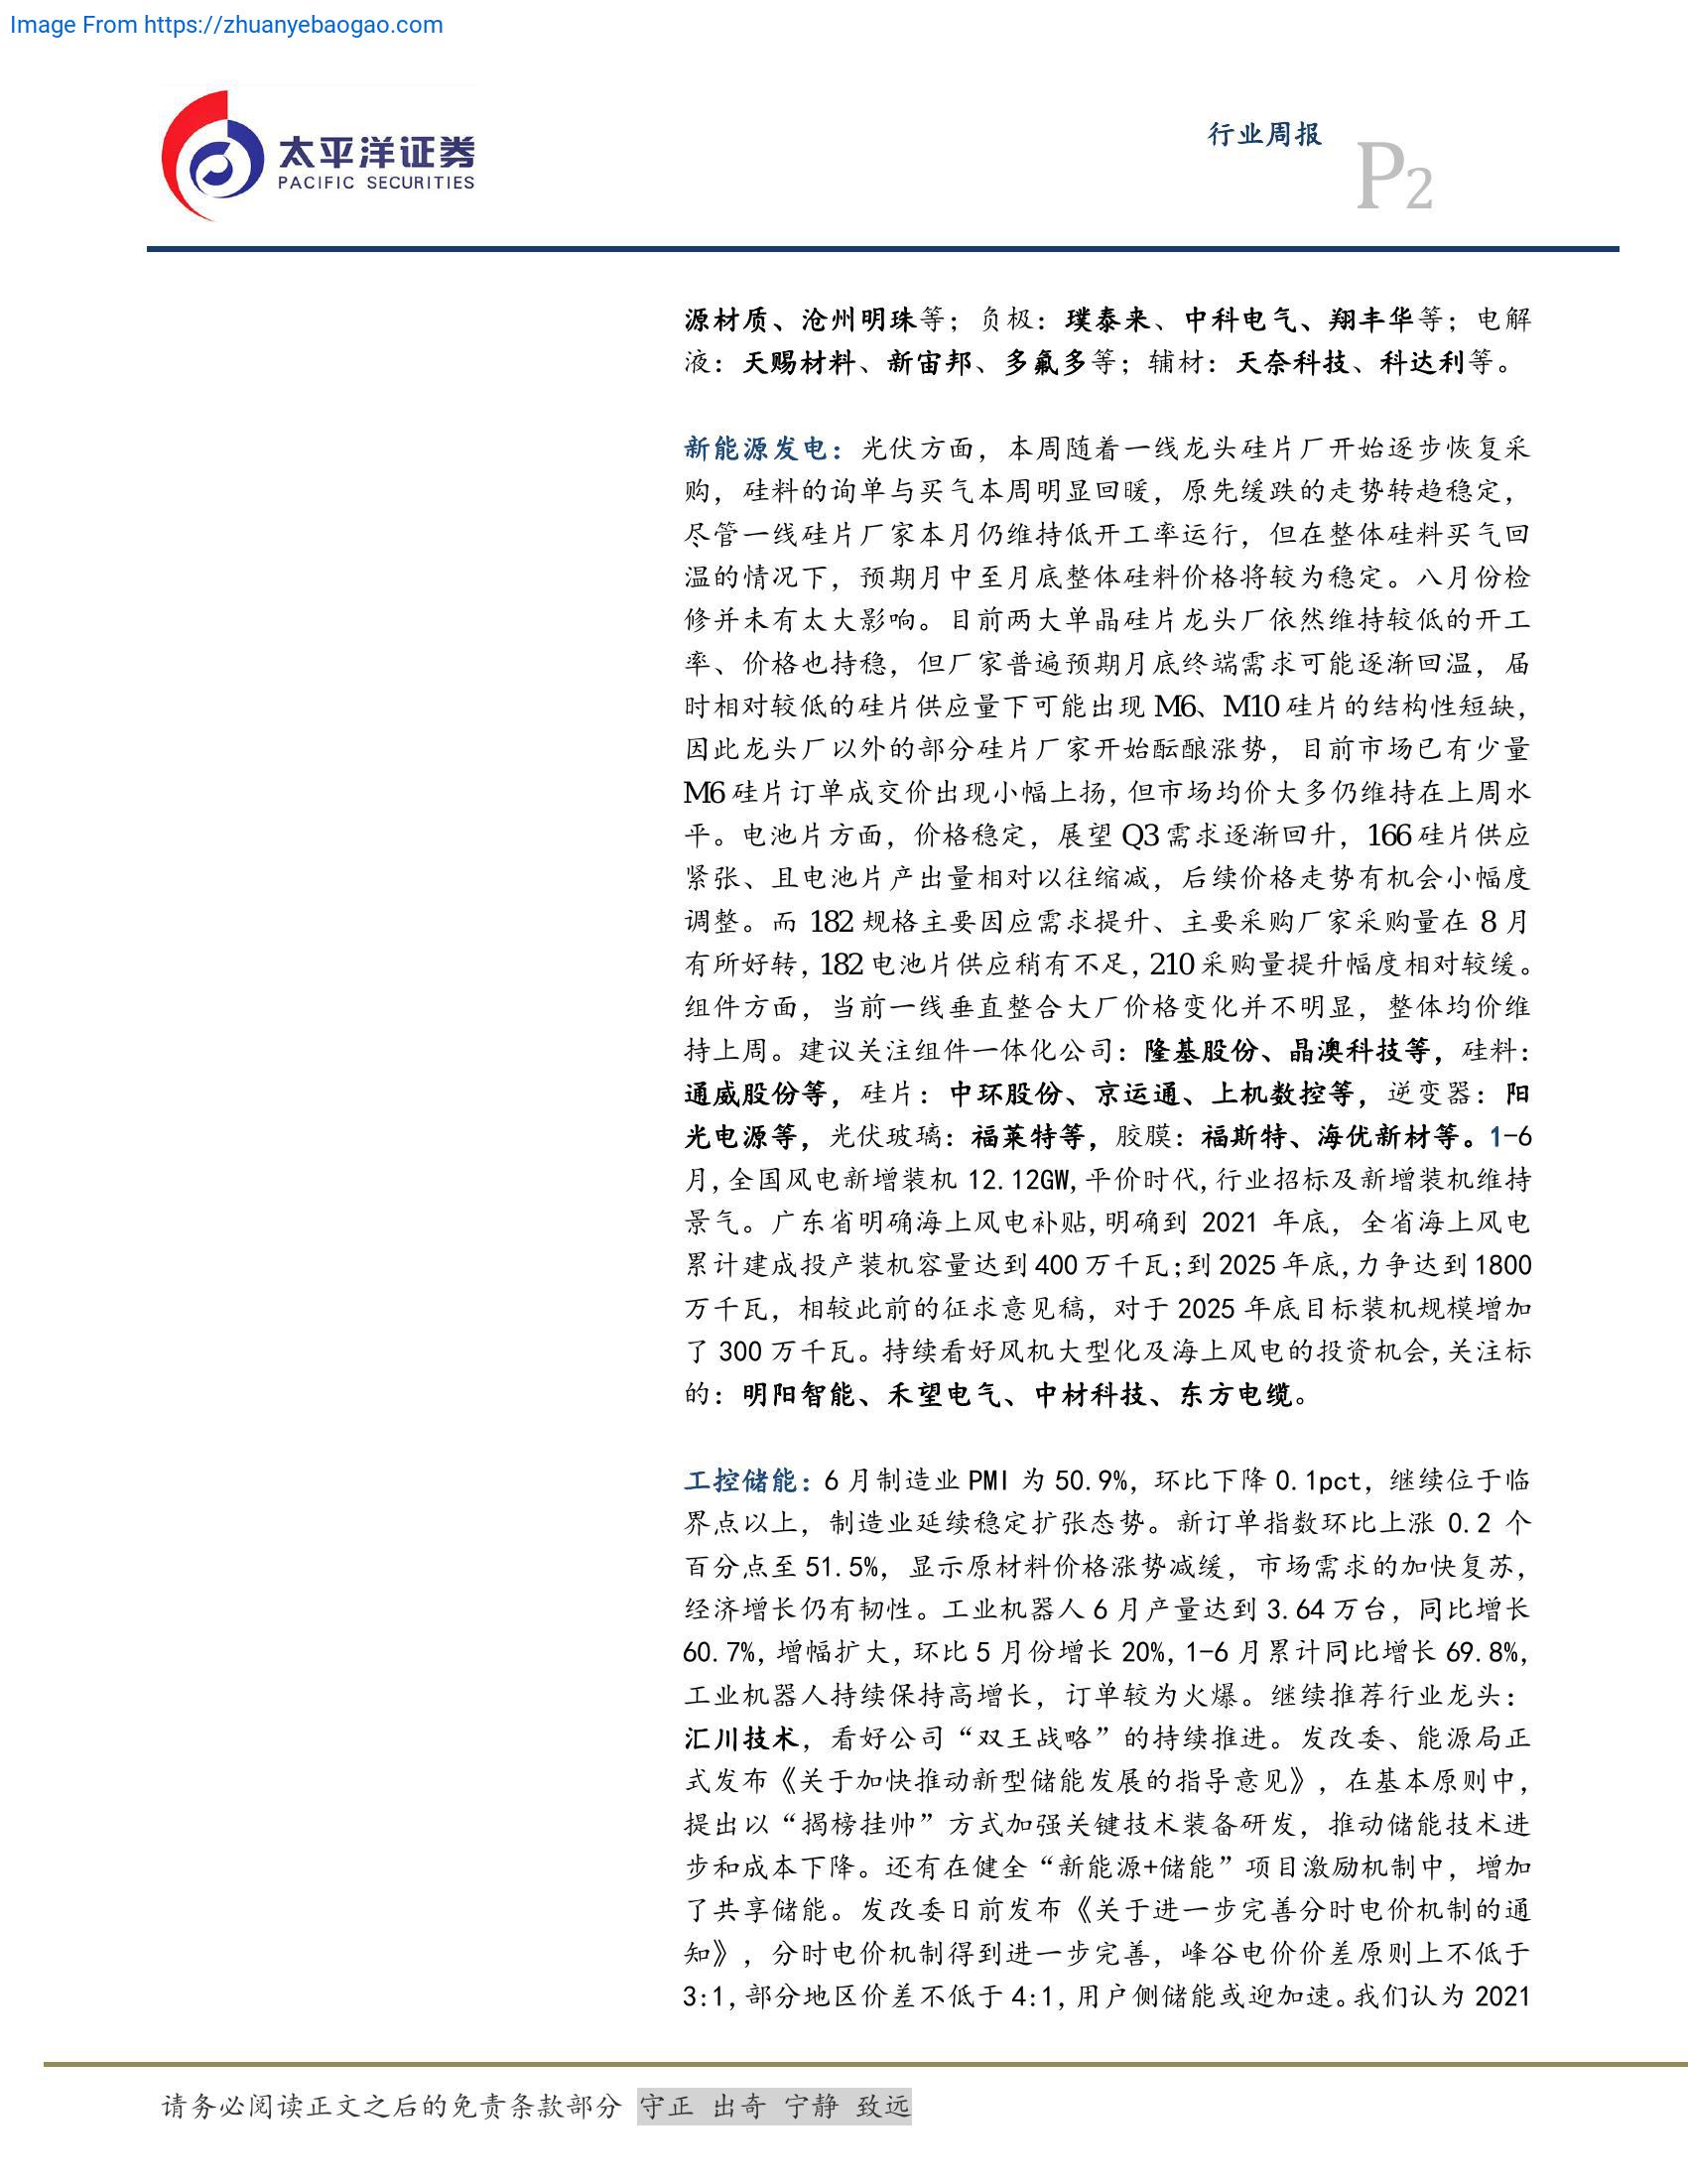 Image From https://zhuanyebaogao.com
太平洋证券
PACIFIC SECURITIES
行业周报
P2
源材质、沧州明珠等；负极：璞泰来、中科电气、翔丰华等；电解
液：天赐材料、新宙邦、多氟多等；辅材：天奈科技、科达利等。
新能源发电：光伏方面，本周随着一线龙头硅片厂开始逐步恢复采
购，硅料的询单与买气本周明显回暖，原先缓跌的走势转趋稳定，
尽管一线硅片厂家本月仍维持低开工率运行，但在整体硅料买气回
温的情况下，预期月中至月底整体硅料价格将较为稳定。八月份检
修并未有太大影响。目前两大单晶硅片龙头厂依然维持较低的开工
率、价格也持稳，但厂家普遍预期月底终端需求可能逐渐回温，届
时相对较低的硅片供应量下可能出现 M6、M10 硅片的结构性短缺，
因此龙头厂以外的部分硅片厂家开始酝酿涨势，目前市场已有少量
M6 硅片订单成交价出现小幅上扬，但市场均价大多仍维持在上周水
平。电池片方面，价格稳定，展望 Q3 需求逐渐回升，166 硅片供应
紧张、且电池片产出量相对以往缩减，后续价格走势有机会小幅度
调整。而 182 规格主要因应需求提升、主要采购厂家采购量在 8 月
有所好转，182 电池片供应稍有不足，210 采购量提升幅度相对较缓。
组件方面，当前一线垂直整合大厂价格变化并不明显，整体均价维
持上周。建议关注组件一体化公司：隆基股份、晶澳科技等，硅料：
通威股份等，硅片：中环股份、京运通、上机数控等，逆变器：阳
光电源等，光伏玻璃：福莱特等，胶膜：福斯特、海优新材等。1-6
月,全国风电新增装机 12.12GW,平价时代,行业招标及新增装机维持
景气。广东省明确海上风电补贴,明确到 2021 年底，全省海上风电
累计建成投产装机容量达到 400 万千瓦;到 2025 年底,力争达到 1800
万千瓦，相较此前的征求意见稿，对于 2025 年底目标装机规模增加
了 300 万千瓦。持续看好风机大型化及海上风电的投资机会,关注标
的：明阳智能、禾望电气、中材科技、东方电缆。
工控储能：6 月制造业 PMI 为 50.9%，环比下降 0.1pct，继续位于临
界点以上，制造业延续稳定扩张态势。新订单指数环比上涨 0.2 个
百分点至 51.5%，显示原材料价格涨势减缓，市场需求的加快复苏，
经济增长仍有韧性。工业机器人 6 月产量达到 3.64 万台，同比增长
60.7%,增幅扩大,环比 5 月份增长 20%,1-6 月累计同比增长 69.8%,
工业机器人持续保持高增长，订单较为火爆。继续推荐行业龙头：
汇川技术，看好公司“双王战略”的持续推进。发改委、能源局正
式发布《关于加快推动新型储能发展的指导意见》，在基本原则中，
提出以“揭榜挂帅”方式加强关键技术装备研发，推动储能技术进
步和成本下降。还有在健全“新能源+储能”项目激励机制中，增加
了共享储能。发改委日前发布《关于进一步完善分时电价机制的通
知》，分时电价机制得到进一步完善，峰谷电价价差原则上不低于
3:1,部分地区价差不低于 4:1,用户侧储能或迎加速。我们认为 2021
请务必阅读正文之后的免责条款部分 守正 出奇 宁静 致远